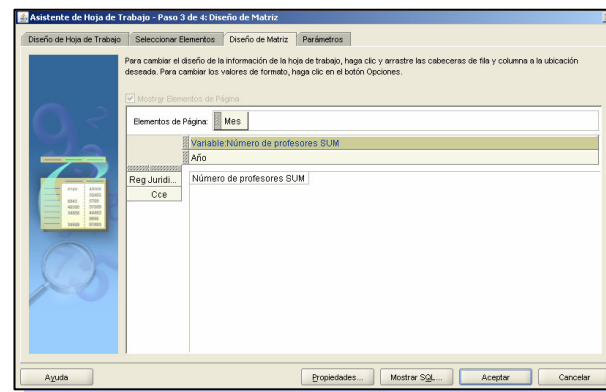 Asistente de Hoja de Trabajo - Paso 3 de 4: Diseño de Matriz
Diseño de Hoja de Trabajo Seleccionar Elementos Diseño de Matriz Parámetros
Para cambiar el diseño de la información de la hoja de trabajo, haga clic y arrastre las cabeceras de fila y columna a la ubicación
deseada. Para cambiar los valores de formato, haga clic en el botón Opciones.
Mostrar Elementos de Página
Elementos de Página: Mes
Variable:Número de profesores SUM
Año
Reg Juridi... Número de profesores SUM
Cce
Ayuda Propiedades... Mostrar SQL... Aceptar Cancelar